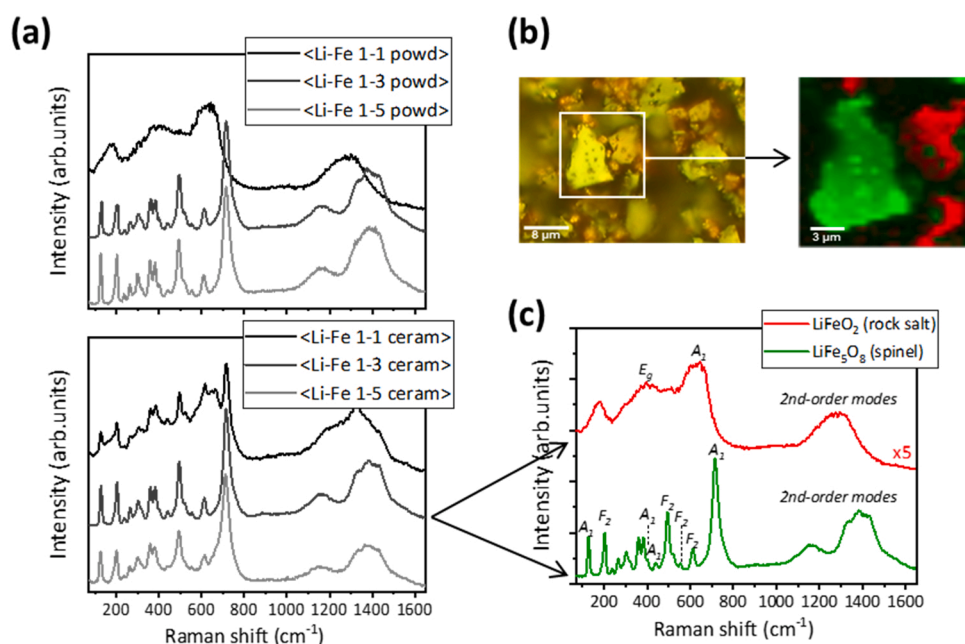 (a)
<Li-Fe 1-1 powd>
<Li-Fe 1-3 powd>
<Li-Fe 1-5 powd>
Intensity (arb.units)
<Li-Fe 1-1 ceram>
<Li-Fe 1-3 ceram>
<Li-Fe 1-5 ceram>
Intensity (arb.units)
200 400 600 800 1000 1200 1400 1600
Raman shift (cm⁻¹)
(b)
8 µm
3 µm
(c)
LiFeO₂ (rock salt)
LiFe₅O₈ (spinel)
Intensity (arb.units)
E_g
A₁
2nd-order modes
x5
A₁
F₂
A₁
A₁
F₂
F₂
F₂
A₁
2nd-order modes
200 400 600 800 1000 1200 1400 1600
Raman shift (cm⁻¹)